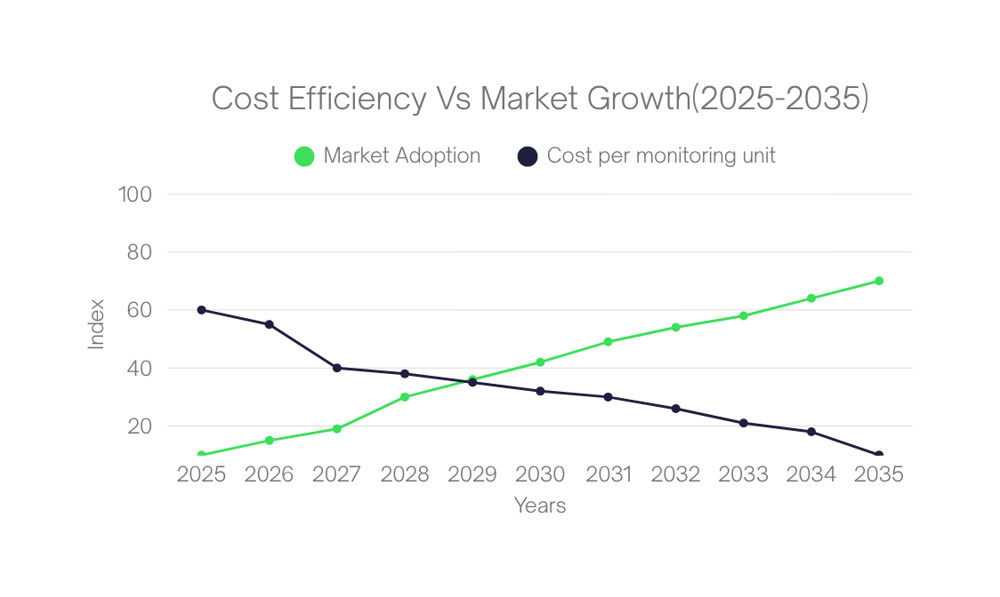 Cost Efficiency Vs Market Growth(2025-2035)
Market Adoption Cost per monitoring unit
100
80
60
40
20
Index
2025 2026 2027 2028 2029 2030 2031 2032 2033 2034 2035
Years